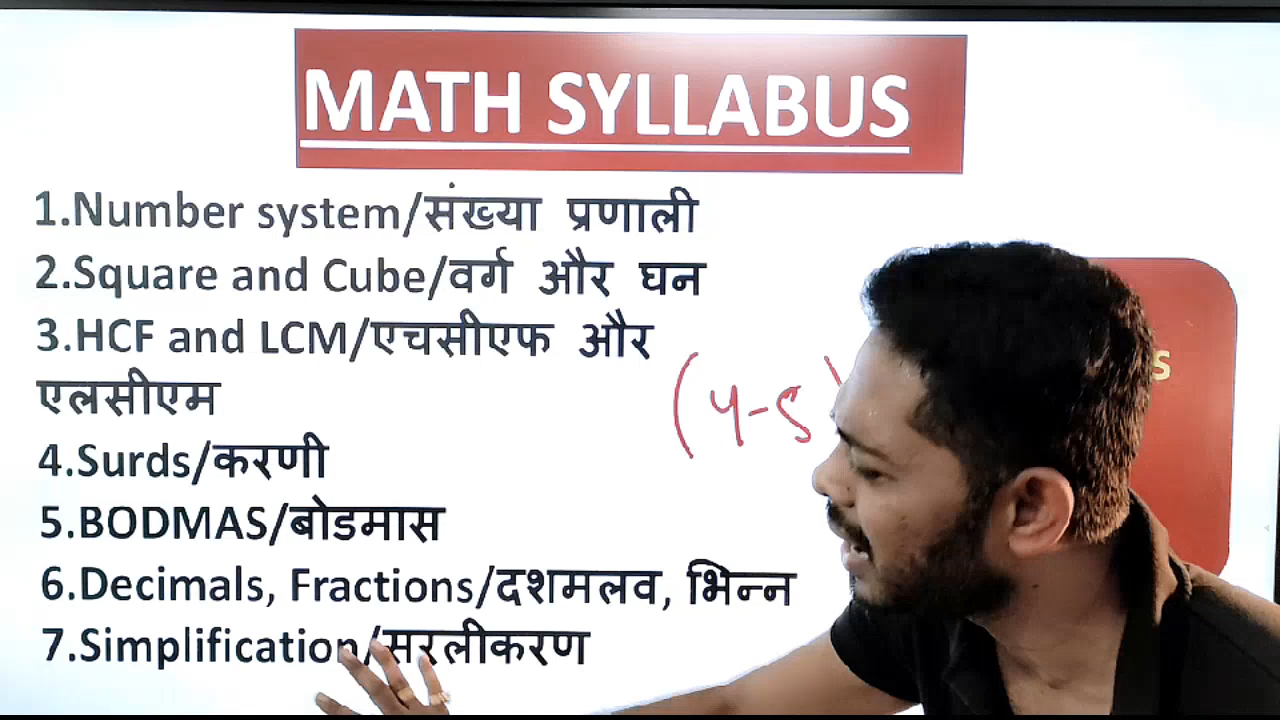 MATH SYLLABUS
1.Number system/संख्या प्रणाली
2.Square and Cube/वर्ग और घन
3.HCF and LCM/एचसीएफ और
एलसीएम
(4-5)
4.Surds/करणी
5.BODMAS/बोडमास
6.Decimals, Fractions/दशमलव, भिन्न
7.Simplification/सरलीकरण